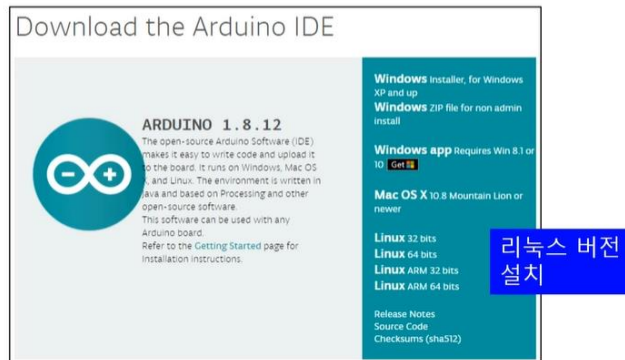 Download the Arduino IDE
ARDUINO 1.8.12
The open-source Arduino Software (IDE)
makes it easy to write code and upload it
to the board. It runs on Windows, Mac OS
X, and Linux. The environment is written in
Java and based on Processing and other
open-source software.
This software can be used with any
Arduino board.
Refer to the Getting Started page for
Installation instructions.
Windows Installer, for Windows
XP and up
Windows ZIP file for non admin
install
Windows app Requires Win 8.1 or
10 Get
Mac OS X 10.8 Mountain Lion or
newer
Linux 32 bits
Linux 64 bits
Linux ARM 32 bits
Linux ARM 64 bits
Release Notes
Source Code
Checksums (sha512)
리눅스 버전
설치